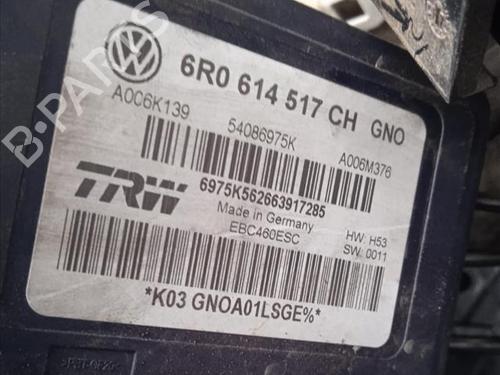 6R0 614 517 CH GNO
A0C6K139 54086975K A006M376
TRW 6975K562663917285
Made in Germany HW: H53
EBC460ESC SW: 0011
*K03 GNOA01LSGE%*
B-PARTS